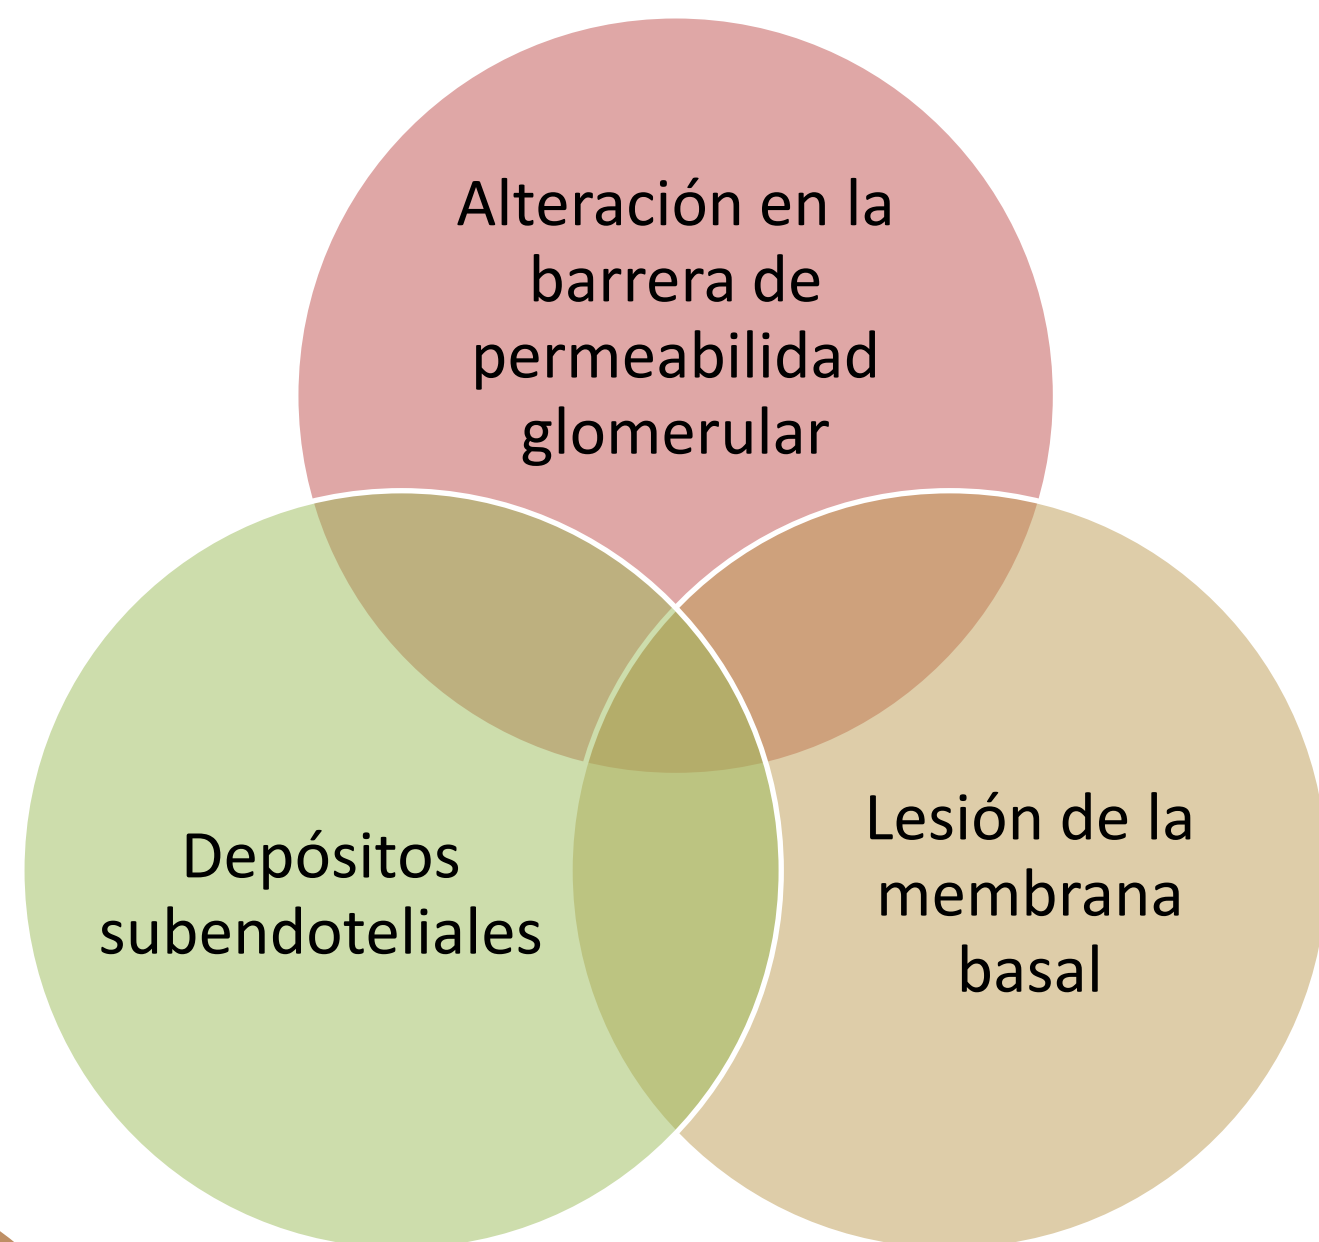 Alteración en la
barrera de
permeabilidad
glomerular
Depósitos
subendoteliales
Lesión de la
membrana
basal